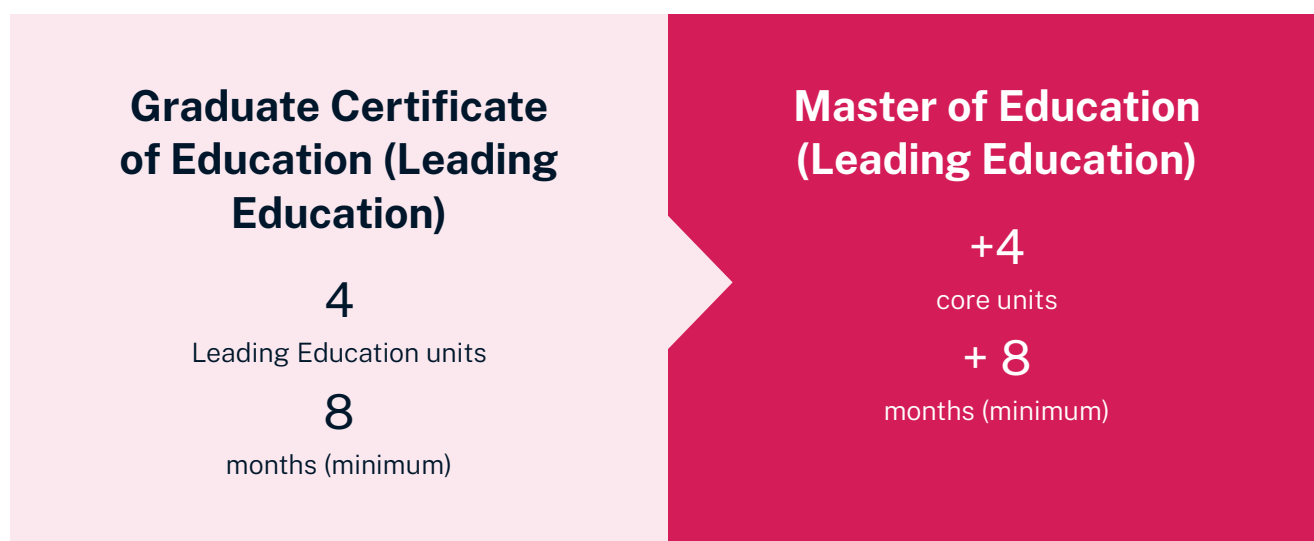 Graduate Certificate
of Education (Leading
Education)
4
Leading Education units
8
months (minimum)
Master of Education
(Leading Education)
+4
core units
+ 8
months (minimum)